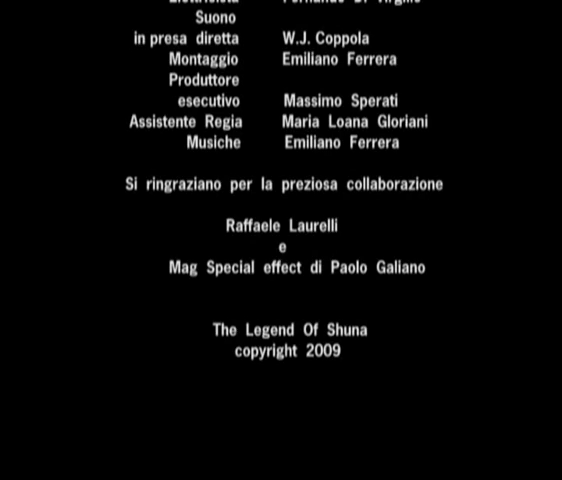 Suono
in presa diretta W.J. Coppola
Montaggio Emiliano Ferrera
Produttore
esecutivo Massimo Sperati
Assistente Regia Maria Loana Gloriani
Musiche Emiliano Ferrera
Si ringraziano per la preziosa collaborazione
Raffaele Laurelli
e
Mag Special effect di Paolo Galiano
The Legend Of Shuna
copyright 2009